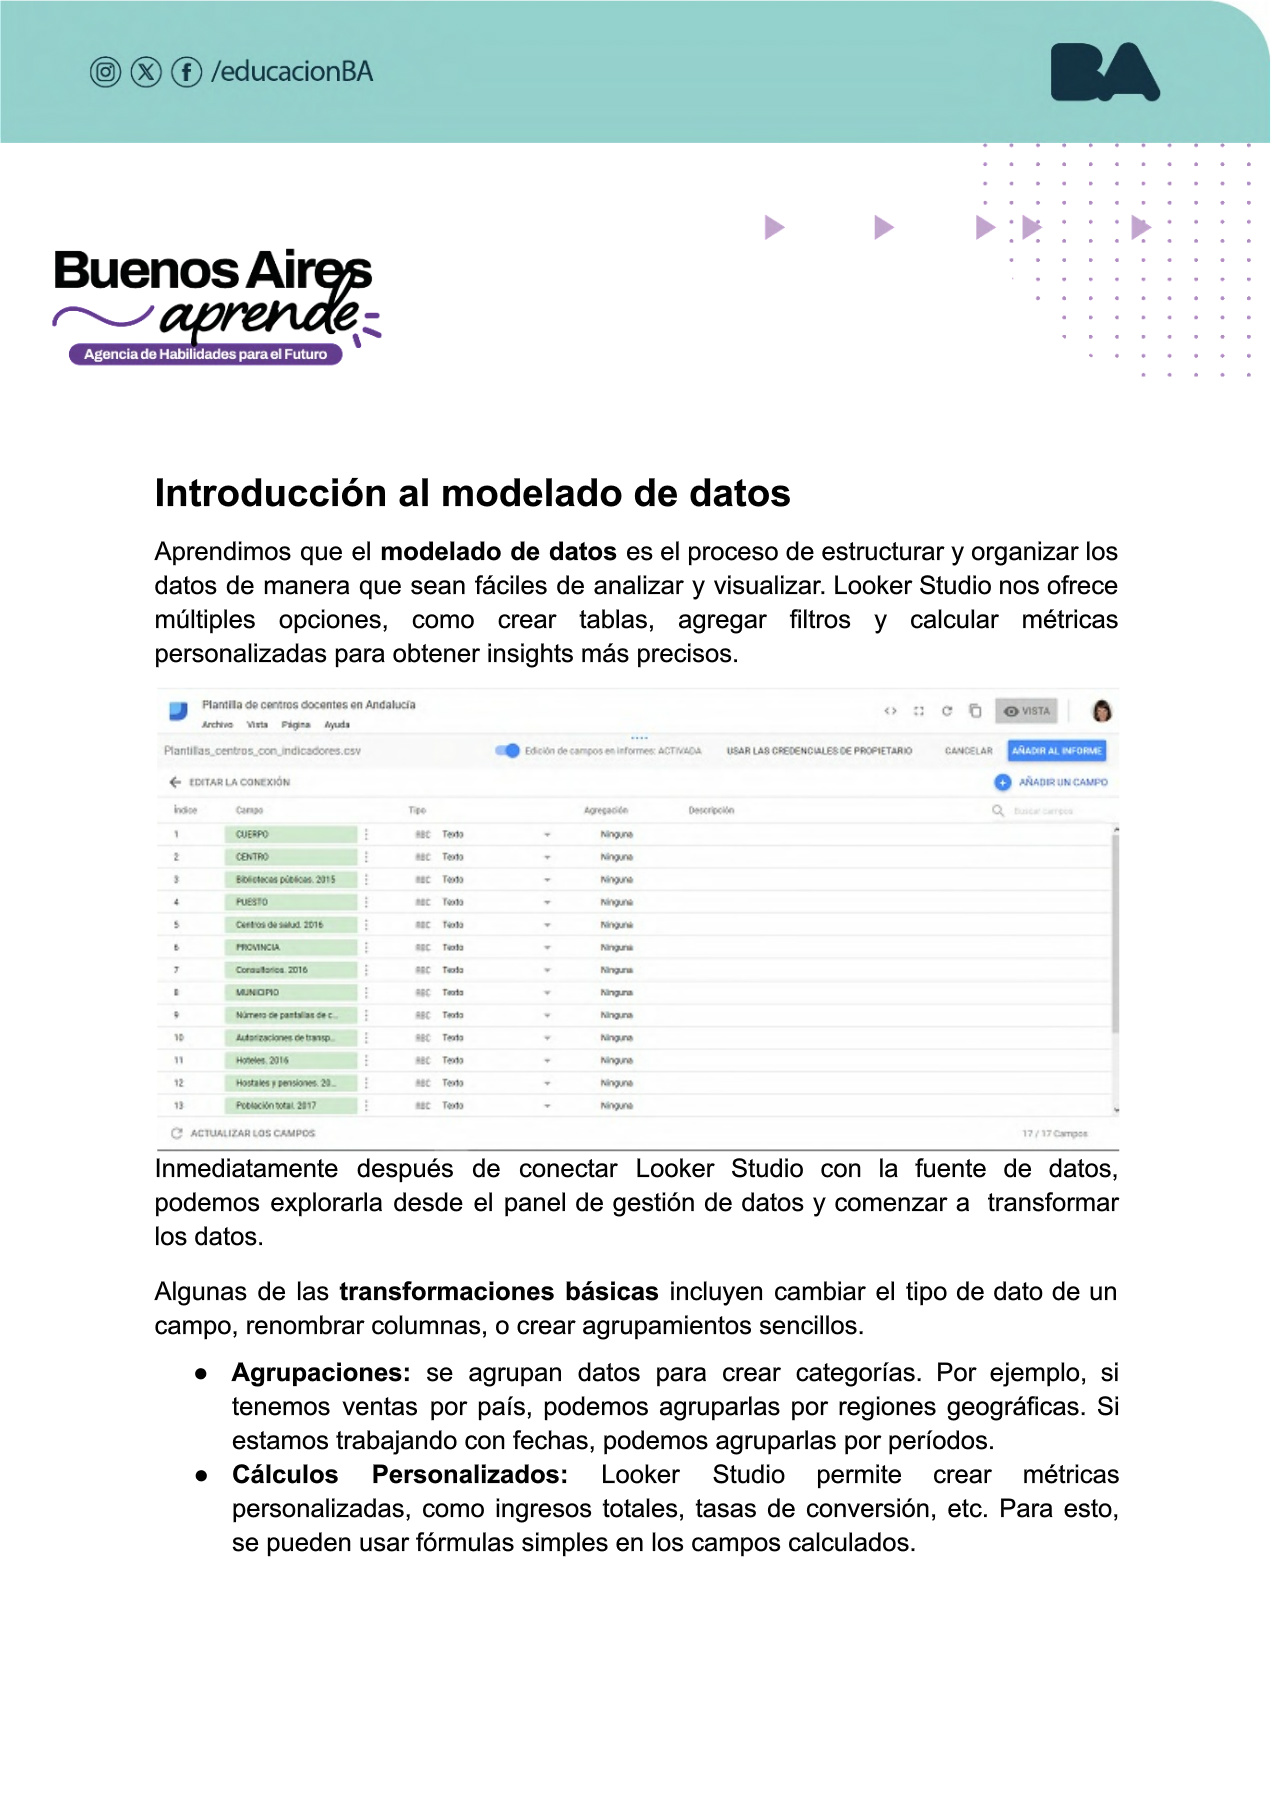 /educacionBA
BA
Buenos Aires
aprende
Agencia de Habilidades para el Futuro
Introducción al modelado de datos
Aprendimos que el modelado de datos es el proceso de estructurar y organizar los
datos de manera que sean fáciles de analizar y visualizar. Looker Studio nos ofrece
múltiples opciones, como crear tablas, agregar filtros y calcular métricas
personalizadas para obtener insights más precisos.
Plantilla de centros docentes en Andalucía
Archivo Vista Página Ayuda
VISTA
Plantillas_centros_con_indicadores.csv
Edición de campos en informes: ACTIVADA
USAR LAS CREDENCIALES DE PROPIETARIO
CANCELAR
AÑADIR AL INFORME
EDITAR LA CONEXIÓN
AÑADIR UN CAMPO
Índice Campo Tipo Agregación Descripción Buscar campos
1 CUERPO ABC Texto Ninguna
2 CENTRO ABC Texto Ninguna
3 Bibliotecas públicas. 2015 ABC Texto Ninguna
4 PUESTO ABC Texto Ninguna
5 Centros de salud. 2016 ABC Texto Ninguna
6 PROVINCIA ABC Texto Ninguna
7 Consultorios. 2016 ABC Texto Ninguna
8 MUNICIPIO ABC Texto Ninguna
9 Número de pantallas de c... ABC Texto Ninguna
10 Autorizaciones de transp... ABC Texto Ninguna
11 Hoteles. 2016 ABC Texto Ninguna
12 Hostales y pensiones. 20... ABC Texto Ninguna
13 Población total. 2017 ABC Texto Ninguna
ACTUALIZAR LOS CAMPOS
17 / 17 Campos
Inmediatamente después de conectar Looker Studio con la fuente de datos,
podemos explorarla desde el panel de gestión de datos y comenzar a transformar
los datos.
Algunas de las transformaciones básicas incluyen cambiar el tipo de dato de un
campo, renombrar columnas, o crear agrupamientos sencillos.
● Agrupaciones: se agrupan datos para crear categorías. Por ejemplo, si
tenemos ventas por país, podemos agruparlas por regiones geográficas. Si
estamos trabajando con fechas, podemos agruparlas por períodos.
● Cálculos Personalizados: Looker Studio permite crear métricas
personalizadas, como ingresos totales, tasas de conversión, etc. Para esto,
se pueden usar fórmulas simples en los campos calculados.